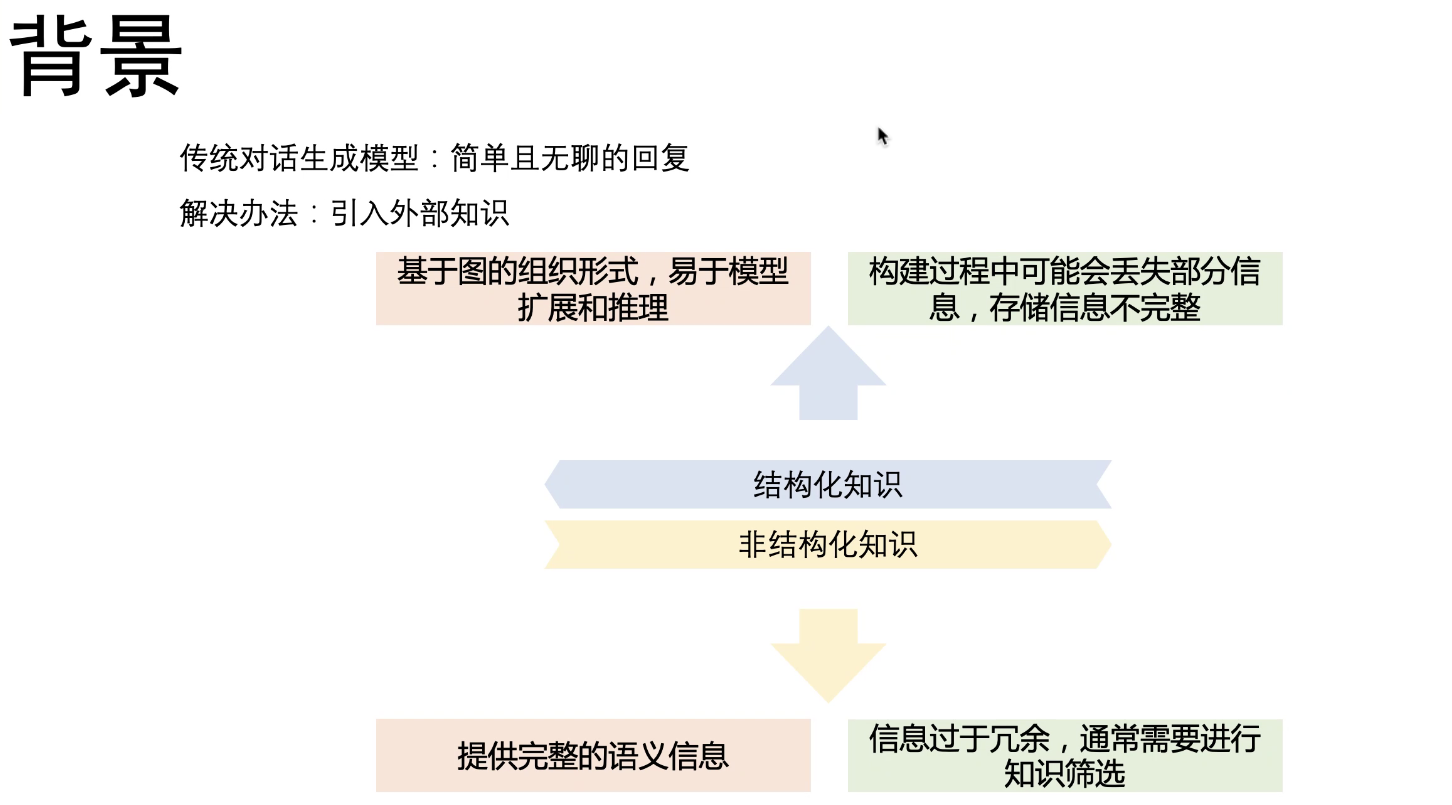 背景
传统对话生成模型：简单且无聊的回复
解决办法：引入外部知识
基于图的组织形式，易于模型
扩展和推理
构建过程中可能会丢失部分信
息，存储信息不完整
结构化知识
非结构化知识
提供完整的语义信息
信息过于冗余，通常需要进行
知识筛选